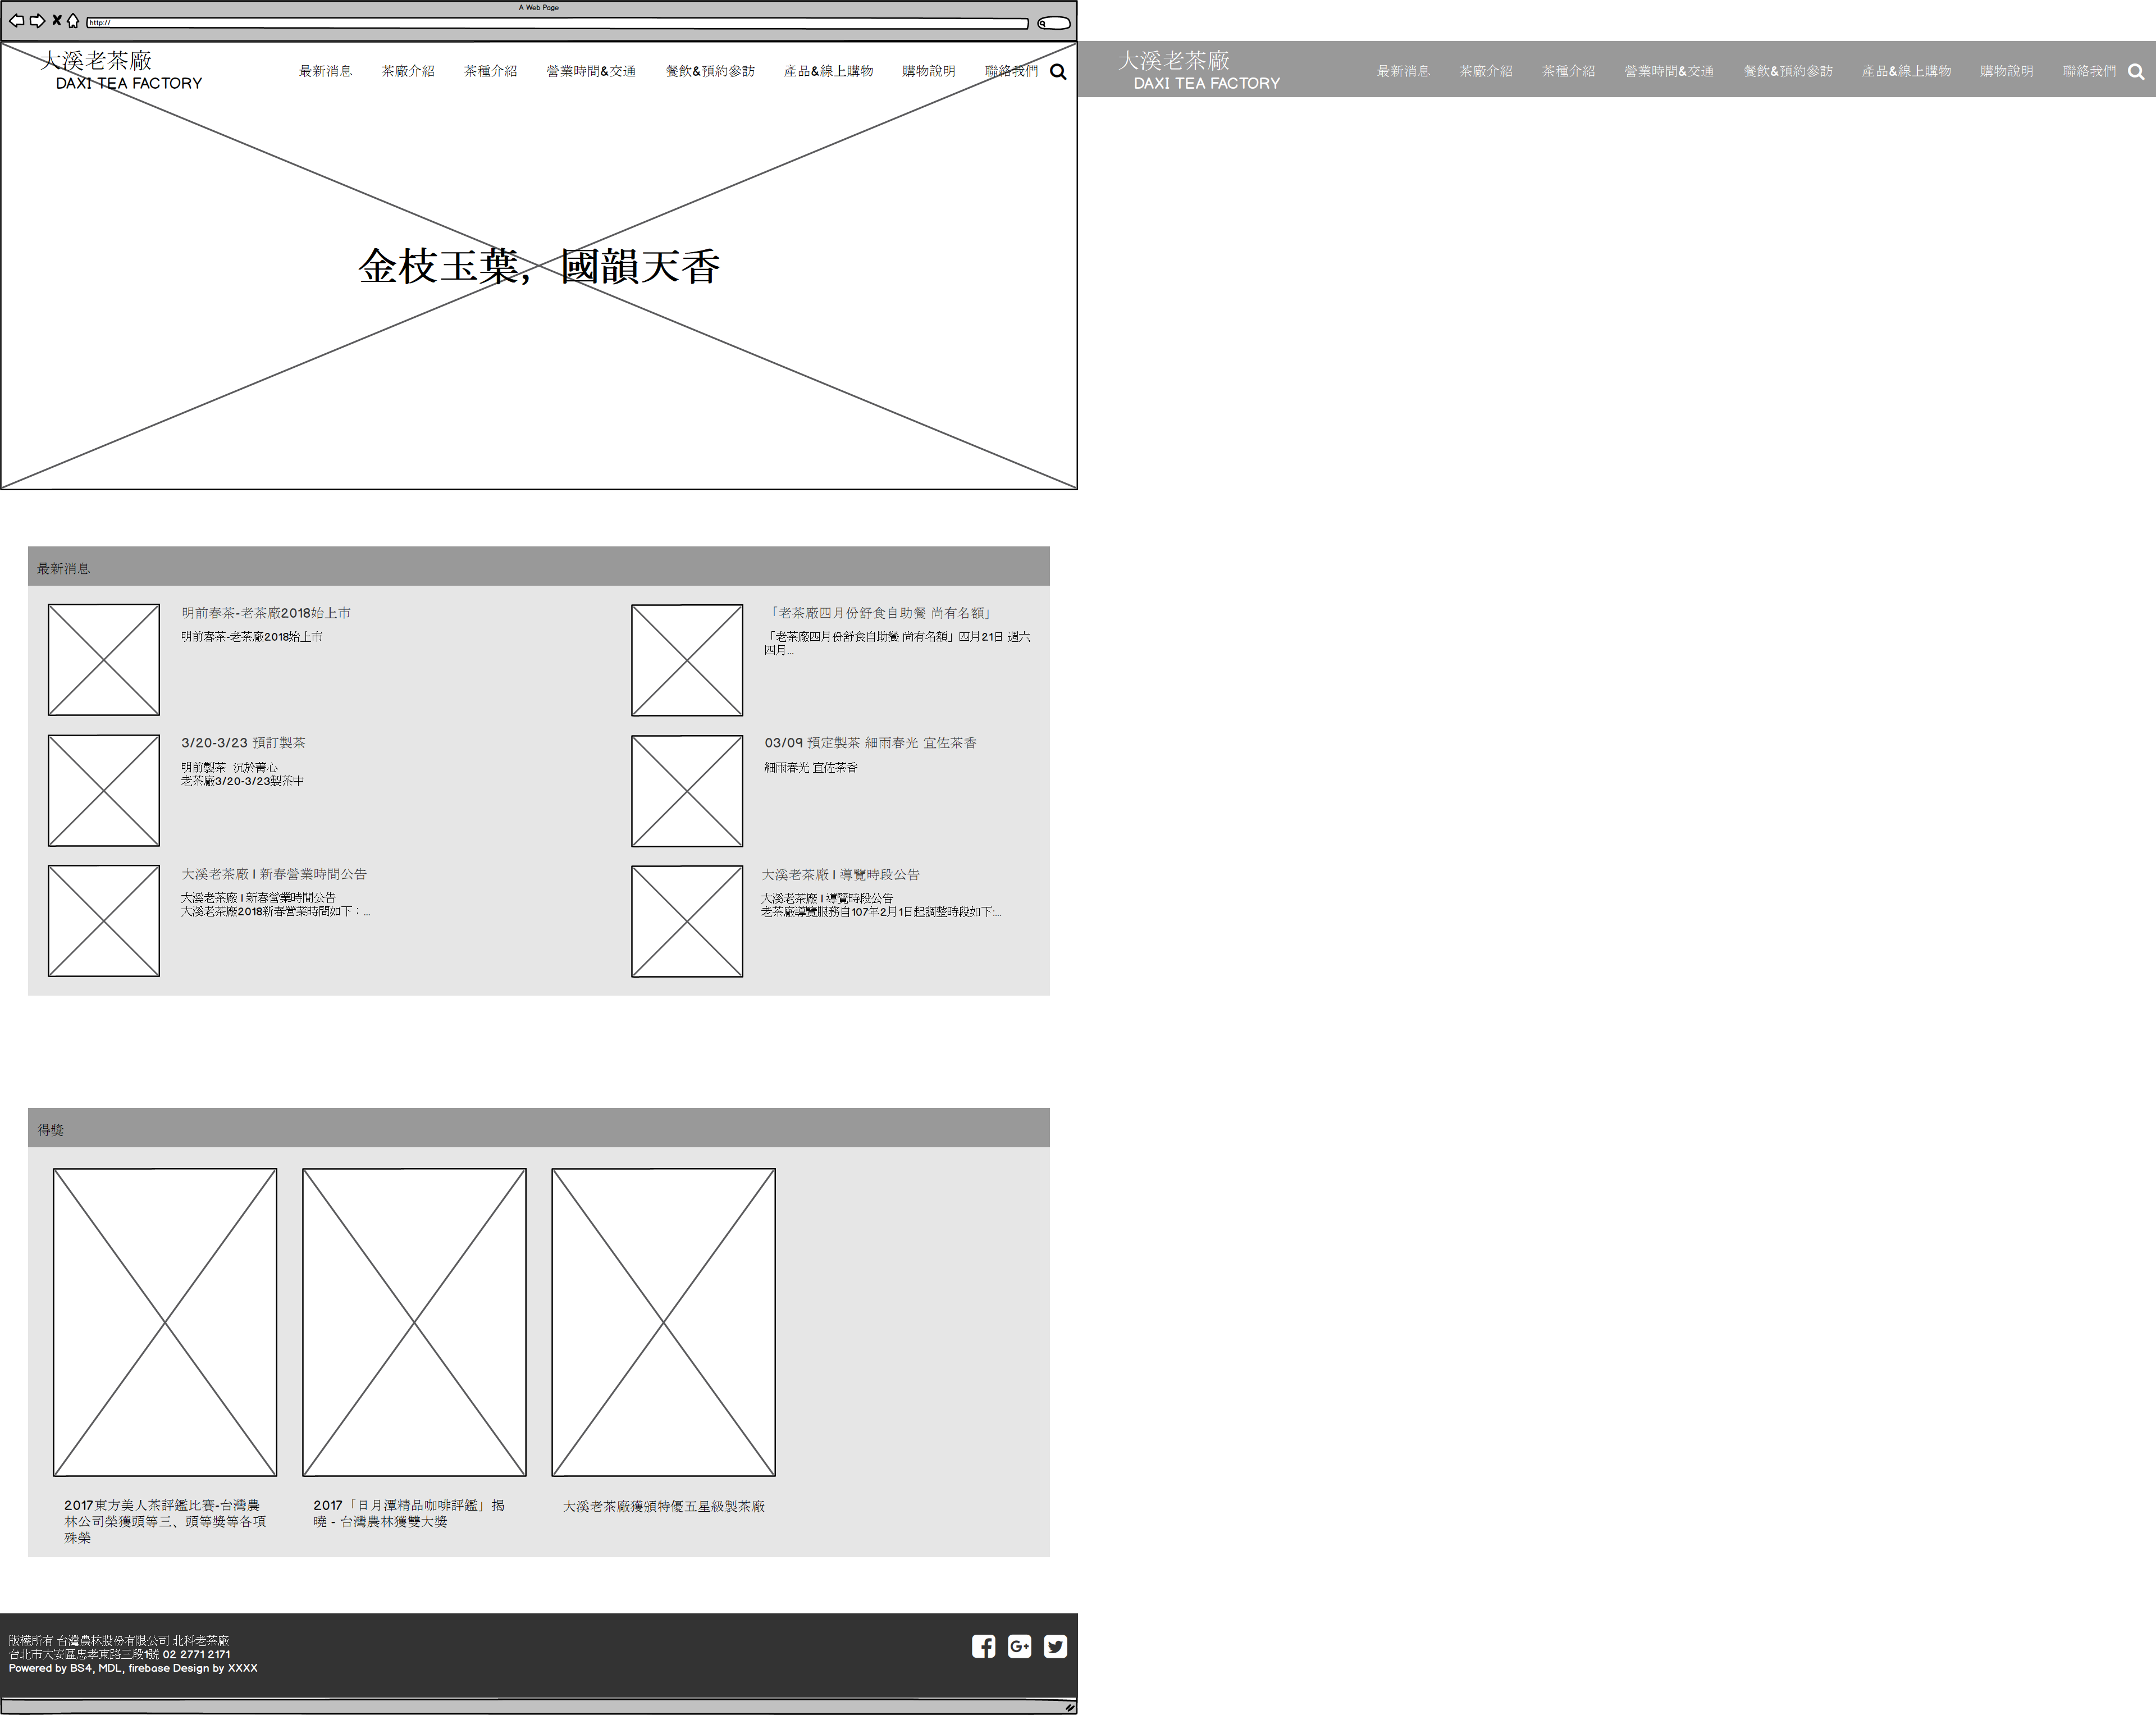 A Web Page
http://
大溪老茶廠
DAXI TEA FACTORY
最新消息 茶廠介紹 茶種介紹 營業時間&交通 餐飲&預約參訪 產品&線上購物 購物說明 聯絡我們
大溪老茶廠
DAXI TEA FACTORY
最新消息 茶廠介紹 茶種介紹 營業時間&交通 餐飲&預約參訪 產品&線上購物 購物說明 聯絡我們
金枝玉葉，國韻天香
最新消息
明前春茶-老茶廠2018始上市
明前春茶-老茶廠2018始上市
「老茶廠四月份舒食自助餐 尚有名額」
「老茶廠四月份舒食自助餐 尚有名額」四月21日 週六
四月...
3/20-3/23 預訂製茶
明前製茶 沉於菁心
老茶廠3/20-3/23製茶中
03/09 預定製茶 細雨春光 宜佐茶香
細雨春光 宜佐茶香
大溪老茶廠 | 新春營業時間公告
大溪老茶廠 | 新春營業時間公告
大溪老茶廠2018新春營業時間如下：...
大溪老茶廠 | 導覽時段公告
大溪老茶廠 | 導覽時段公告
老茶廠導覽服務自107年2月1日起調整時段如下:...
得獎
2017東方美人茶評鑑比賽-台灣農
林公司榮獲頭等三、頭等獎等各項
殊榮
2017「日月潭精品咖啡評鑑」揭
曉 - 台灣農林獲雙大獎
大溪老茶廠獲頒特優五星級製茶廠
版權所有 台灣農林股份有限公司 北科老茶廠
台北市大安區忠孝東路三段1號 02 2771 2171
Powered by BS4, MDL, firebase Design by XXXX